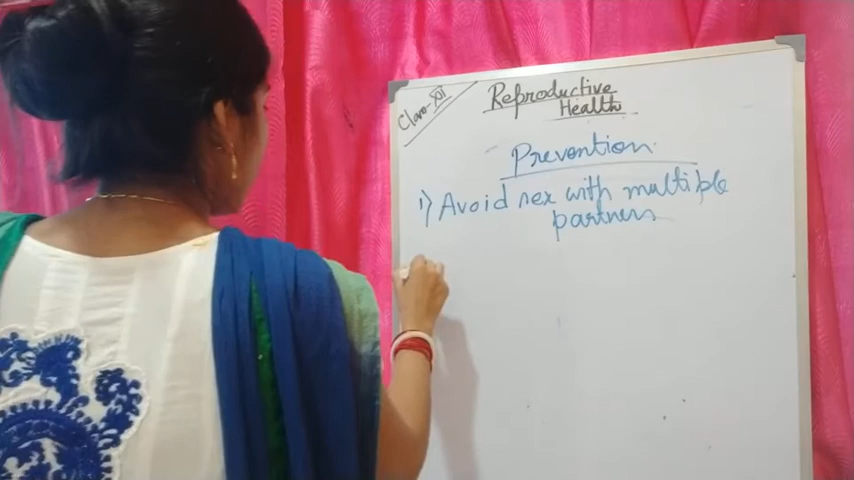 Class-XII
Reproductive
Health
Prevention
1) Avoid sex with multiple
partners